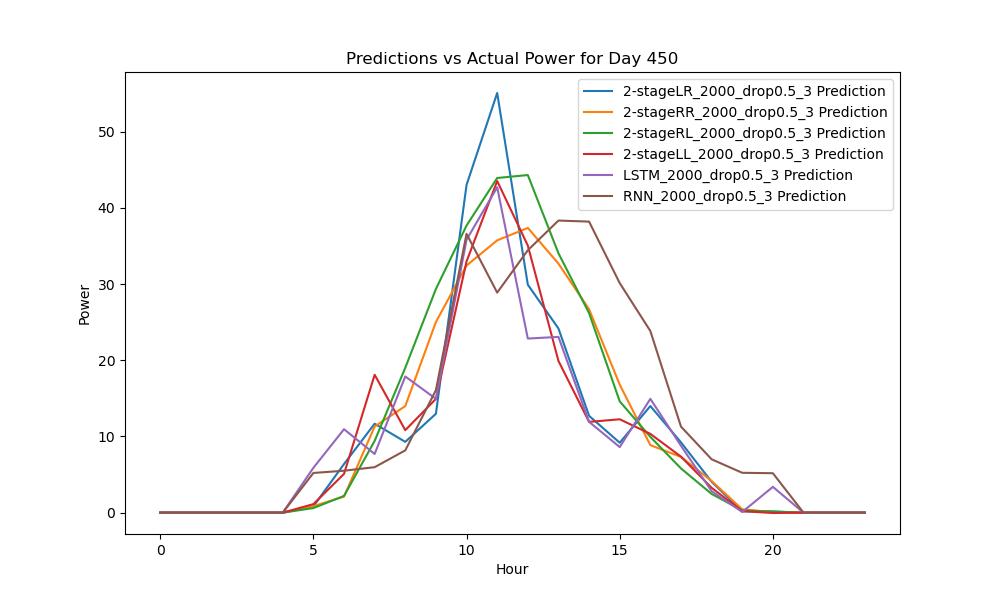 Predictions vs Actual Power for Day 450
2-stageLR_2000_drop0.5_3 Prediction
2-stageRR_2000_drop0.5_3 Prediction
2-stageRL_2000_drop0.5_3 Prediction
2-stageLL_2000_drop0.5_3 Prediction
LSTM_2000_drop0.5_3 Prediction
RNN_2000_drop0.5_3 Prediction
50
40
30
20
10
0
Power
0 5 10 15 20
Hour